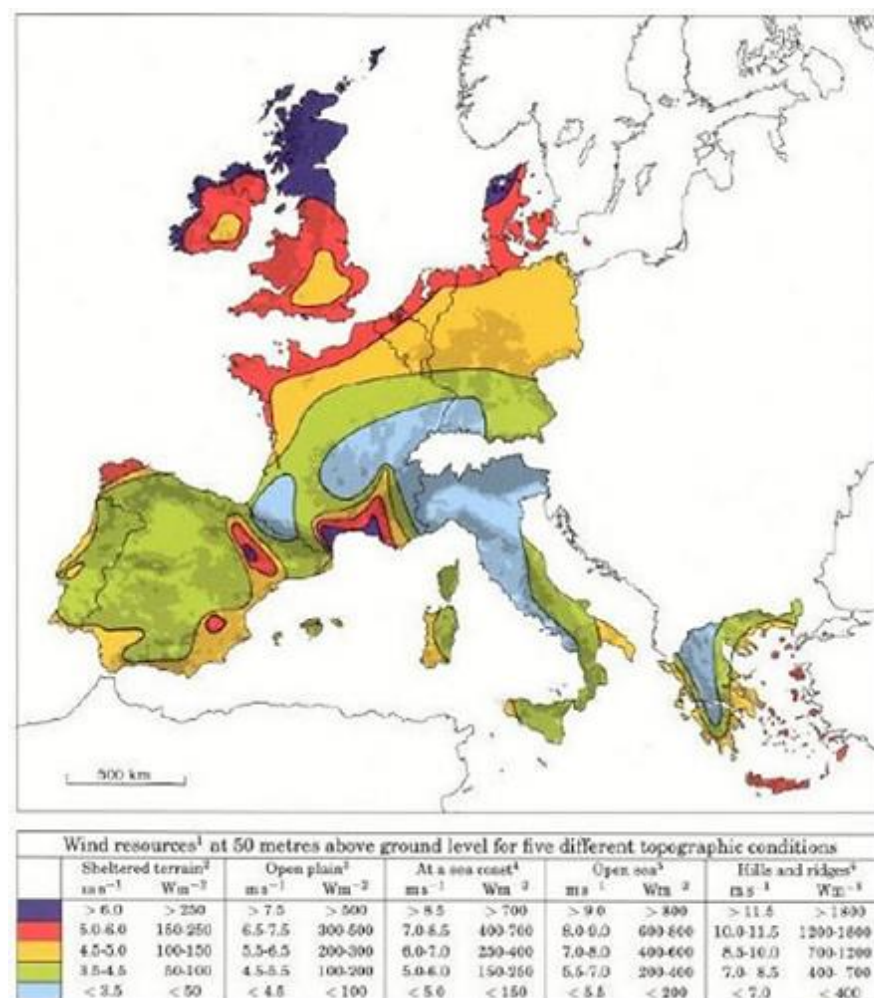 500 km
Wind resources¹ at 50 metres above ground level for five different topographic conditions
Sheltered terrain² Open plain³ At a sea coast⁴ Open sea⁵ Hills and ridges⁶
m s⁻¹ Wm⁻² m s⁻¹ Wm⁻² m s⁻¹ Wm⁻² m s⁻¹ Wm⁻² m s⁻¹ Wm⁻²
> 6.0 > 250 > 7.5 > 500 > 8.5 > 700 > 9.0 > 800 > 11.5 > 1800
5.0-6.0 150-250 6.5-7.5 300-500 7.0-8.5 400-700 8.0-9.0 600-800 10.0-11.5 1200-1800
4.5-5.0 100-150 5.5-6.5 200-300 6.0-7.0 250-400 7.0-8.0 400-600 8.5-10.0 700-1200
3.5-4.5 50-100 4.5-5.5 100-200 5.0-6.0 150-250 5.5-7.0 200-400 7.0- 8.5 400- 700
< 3.5 < 50 < 4.5 < 100 < 5.0 < 150 < 5.5 < 200 < 7.0 < 400